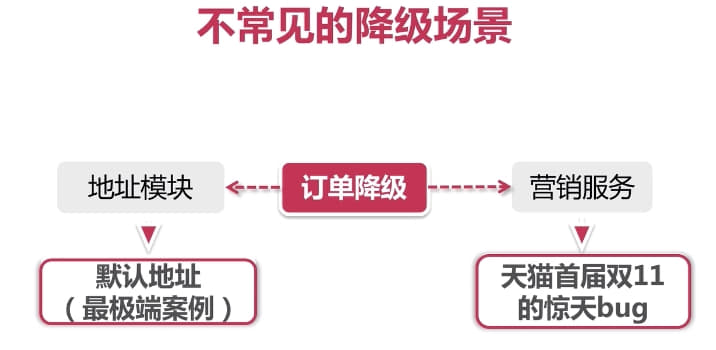 不常见的降级场景
地址模块
订单降级
营销服务
默认地址
（最极端案例）
天猫首届双11
的惊天bug